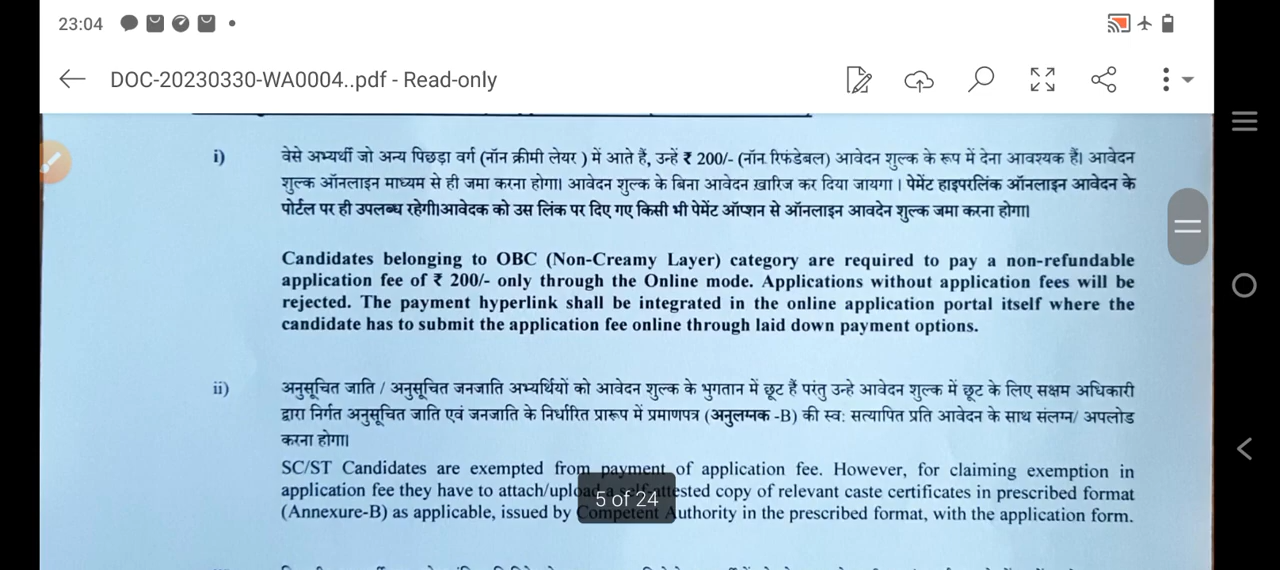 23:04
DOC-20230330-WA0004..pdf - Read-only
i) वेसे अभ्यर्थी जो अन्य पिछड़ा वर्ग (नॉन क्रीमी लेयर ) में आते हैं, उन्हें ₹ 200/- (नॉन रिफंडेबल) आवेदन शुल्क के रूप में देना आवश्यक हैं। आवेदन
शुल्क ऑनलाइन माध्यम से ही जमा करना होगा। आवेदन शुल्क के बिना आवेदन ख़ारिज कर दिया जायगा । पेमेंट हाइपरलिंक ऑनलाइन आवेदन के
पोर्टल पर ही उपलब्ध रहेगी।आवेदक को उस लिंक पर दिए गए किसी भी पेमेंट ऑप्शन से ऑनलाइन आवदेन शुल्क जमा करना होगा।
Candidates belonging to OBC (Non-Creamy Layer) category are required to pay a non-refundable
application fee of ₹ 200/- only through the Online mode. Applications without application fees will be
rejected. The payment hyperlink shall be integrated in the online application portal itself where the
candidate has to submit the application fee online through laid down payment options.
ii) अनुसूचित जाति / अनुसूचित जनजाति अभ्यर्थियों को आवेदन शुल्क के भुगतान में छूट हैं परंतु उन्हे आवेदन शुल्क में छूट के लिए सक्षम अधिकारी
द्वारा निर्गत अनुसूचित जाति एवं जनजाति के निर्धारित प्रारूप में प्रमाणपत्र (अनुलग्नक -B) की स्व: सत्यापित प्रति आवेदन के साथ संलग्न/ अपलोड
करना होगा।
SC/ST Candidates are exempted from payment of application fee. However, for claiming exemption in
application fee they have to attach/upload a self attested copy of relevant caste certificates in prescribed format
5 of 24
(Annexure-B) as applicable, issued by Competent Authority in the prescribed format, with the application form.